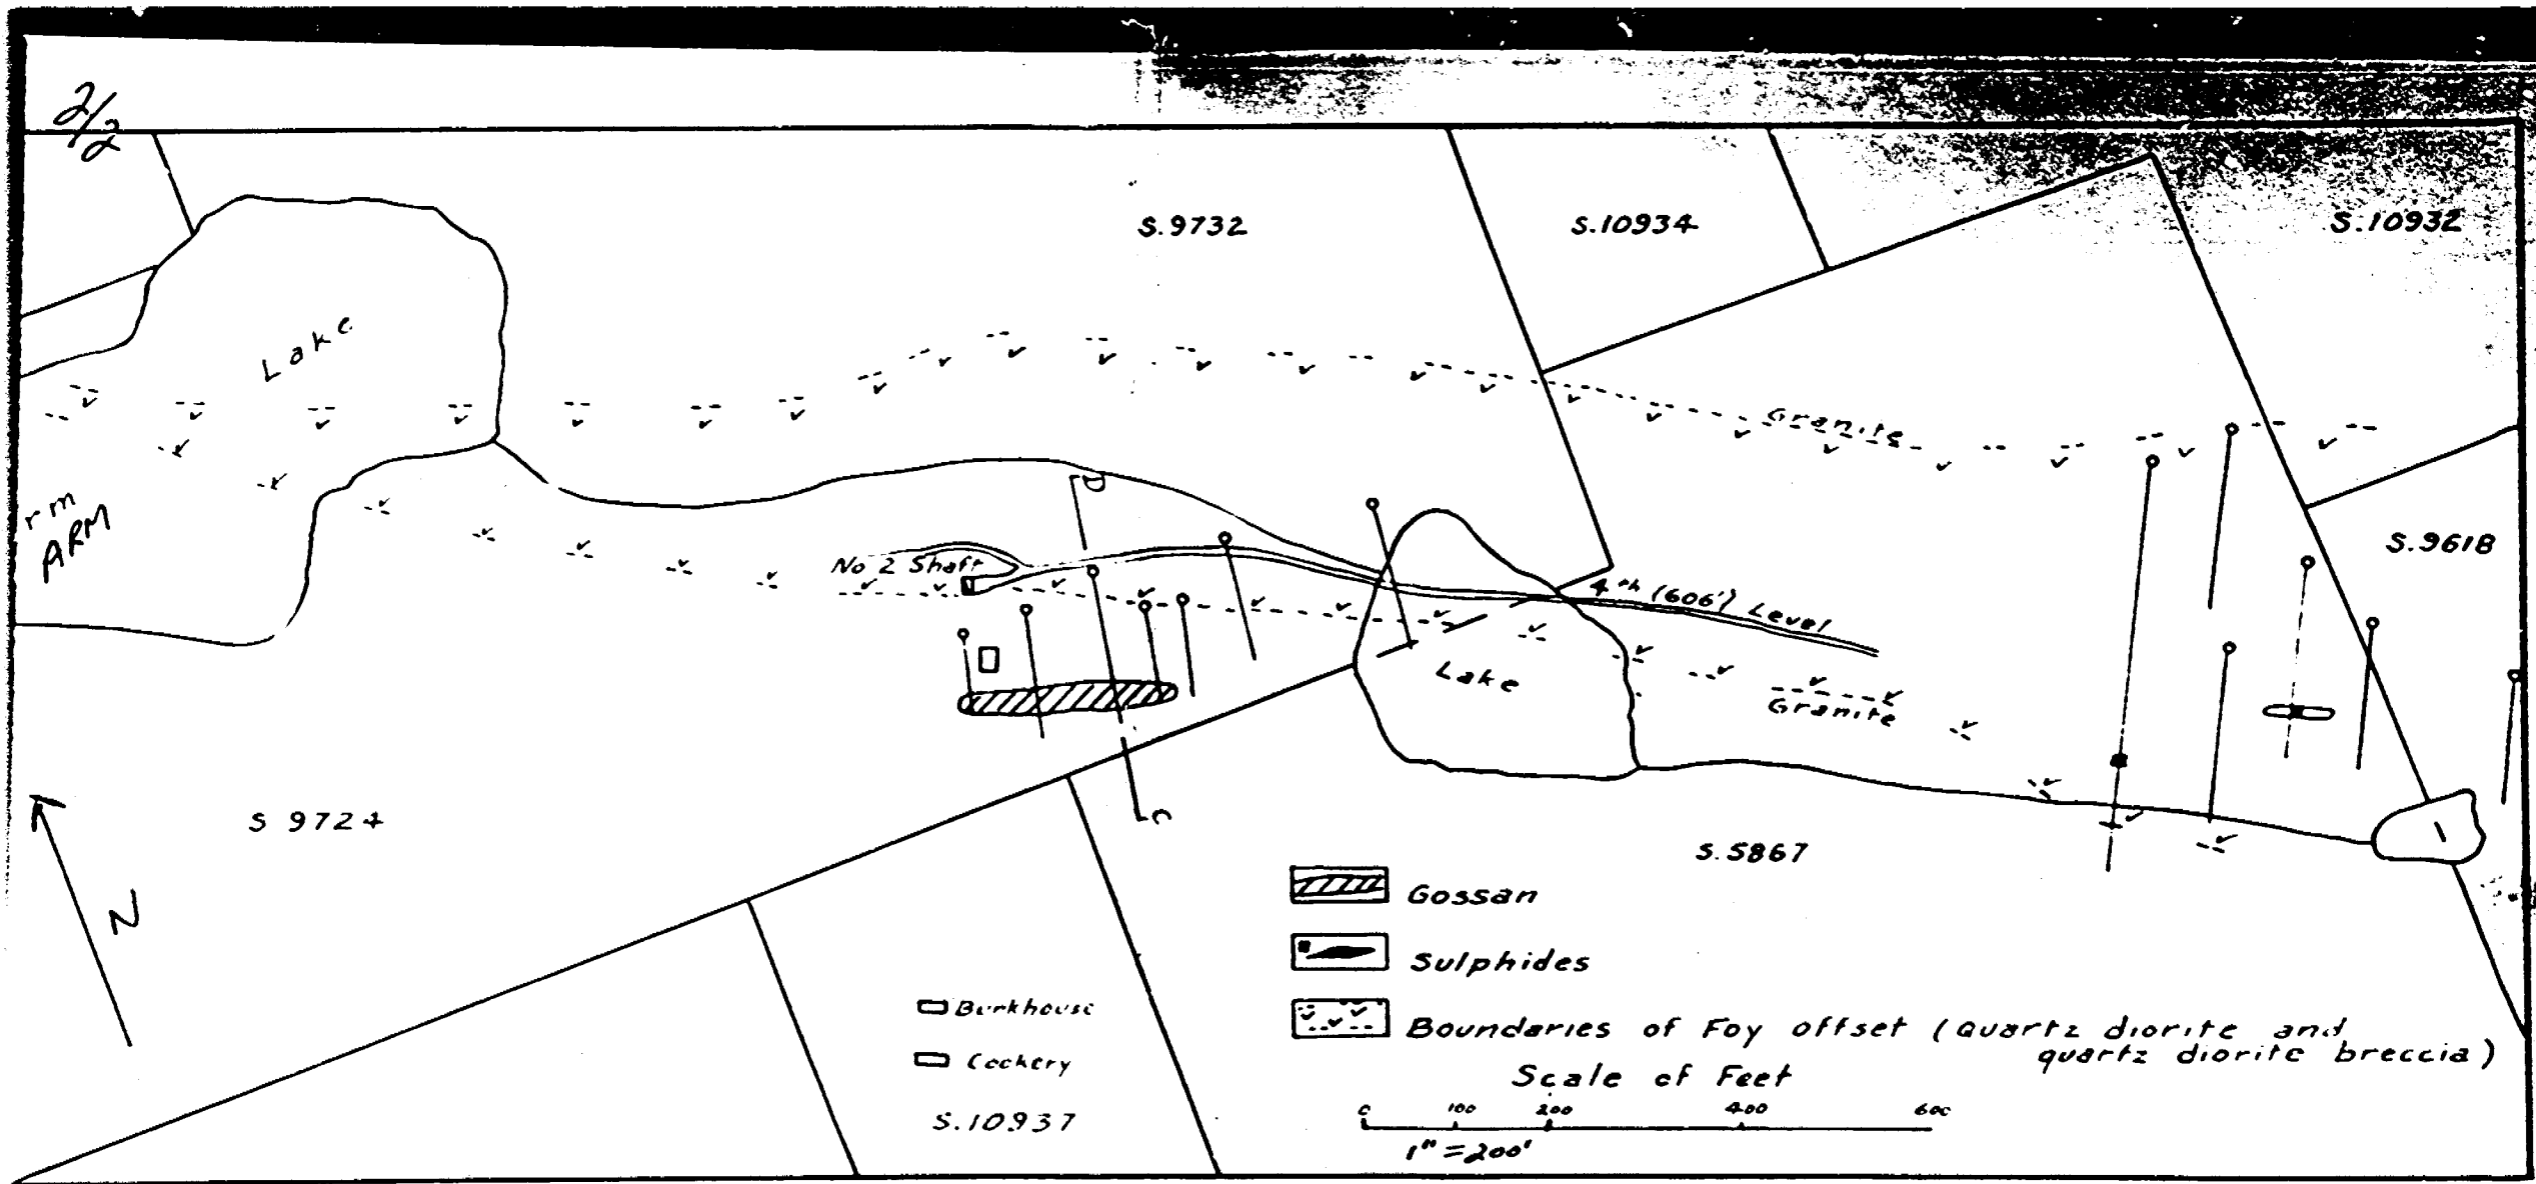 2/2
S.9732
S.10934
S.10932
Lake
Granite
rm
ARM
D
No 2 Shaft
4th (606') Level
S.9618
Lake
Granite
S 9724
C
S.5867
N
Gossan
Sulphides
Bunkhouse
Boundaries of Foy offset (Quartz diorite and
quartz diorite breccia)
Cookery
Scale of Feet
0 100 200 400 600
S.10937
1" = 200'